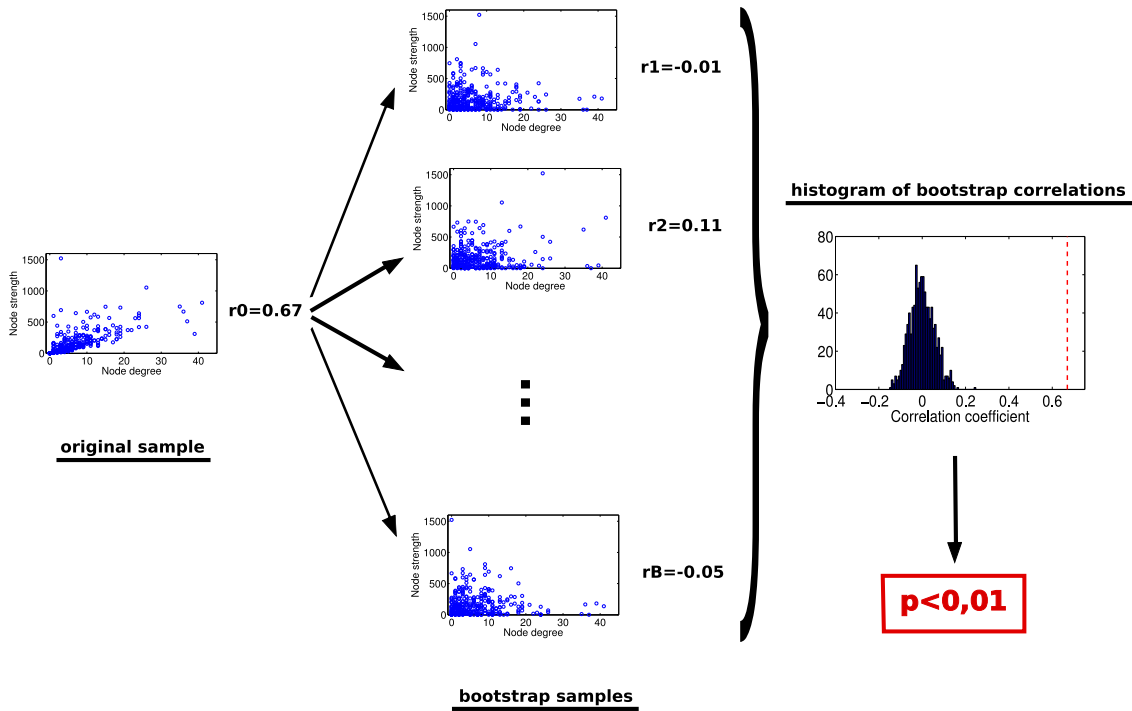 1500
1000
500
0
0
10
20
30
40
Node strength
Node degree
original sample
r0=0.67
1500
1000
500
0
0
10
20
30
40
Node strength
Node degree
r1=-0.01
1500
1000
500
0
0
10
20
30
40
Node strength
Node degree
r2=0.11
1500
1000
500
0
0
10
20
30
40
Node strength
Node degree
rB=-0.05
bootstrap samples
histogram of bootstrap correlations
80
60
40
20
0
−0.4
−0.2
0
0.2
0.4
0.6
Correlation coefficient
p<0,01